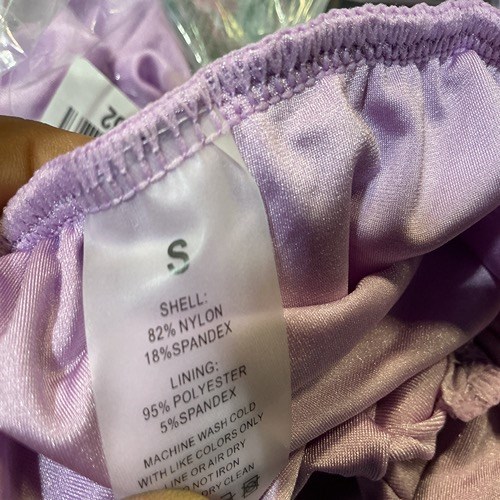 S
SHELL:
82% NYLON
18%SPANDEX
LINING:
95% POLYESTER
5%SPANDEX
MACHINE WASH COLD
WITH LIKE COLORS ONLY
LINE OR AIR DRY
NOT IRON
DRY CLEAN